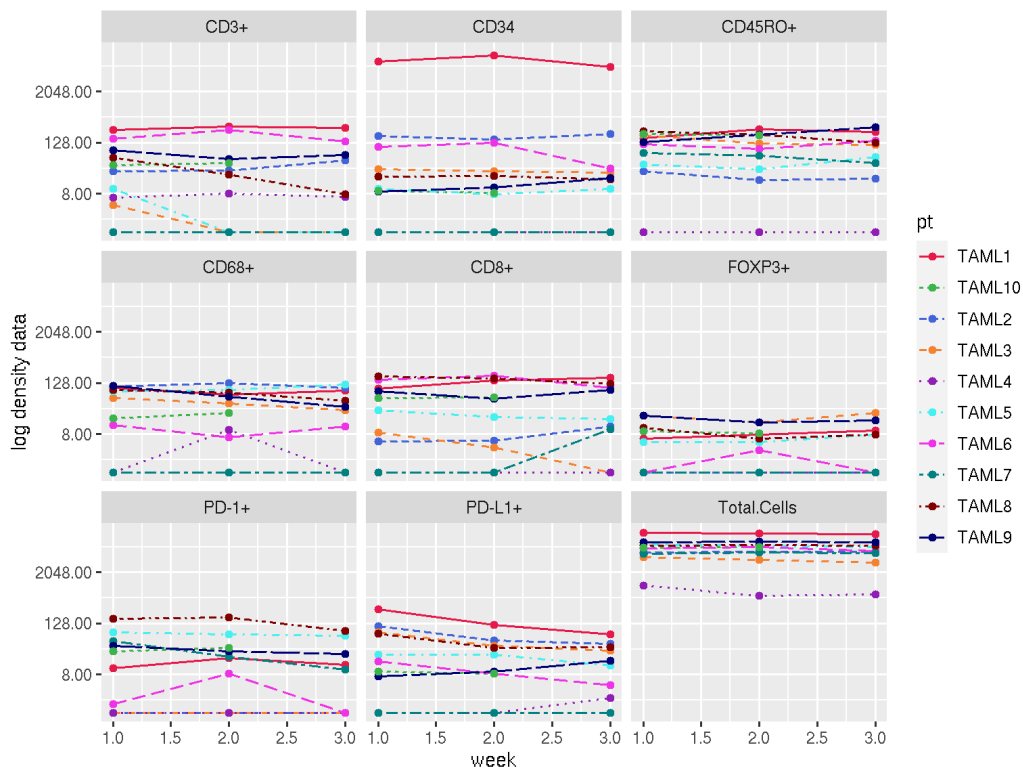 CD3+ CD34 CD45RO+
2048.00
128.00
8.00
CD68+ CD8+ FOXP3+
2048.00
128.00
8.00
PD-1+ PD-L1+ Total.Cells
2048.00
128.00
8.00
1.0 1.5 2.0 2.5 3.0 1.0 1.5 2.0 2.5 3.0 1.0 1.5 2.0 2.5 3.0
week
log density data
pt
TAML1
TAML10
TAML2
TAML3
TAML4
TAML5
TAML6
TAML7
TAML8
TAML9